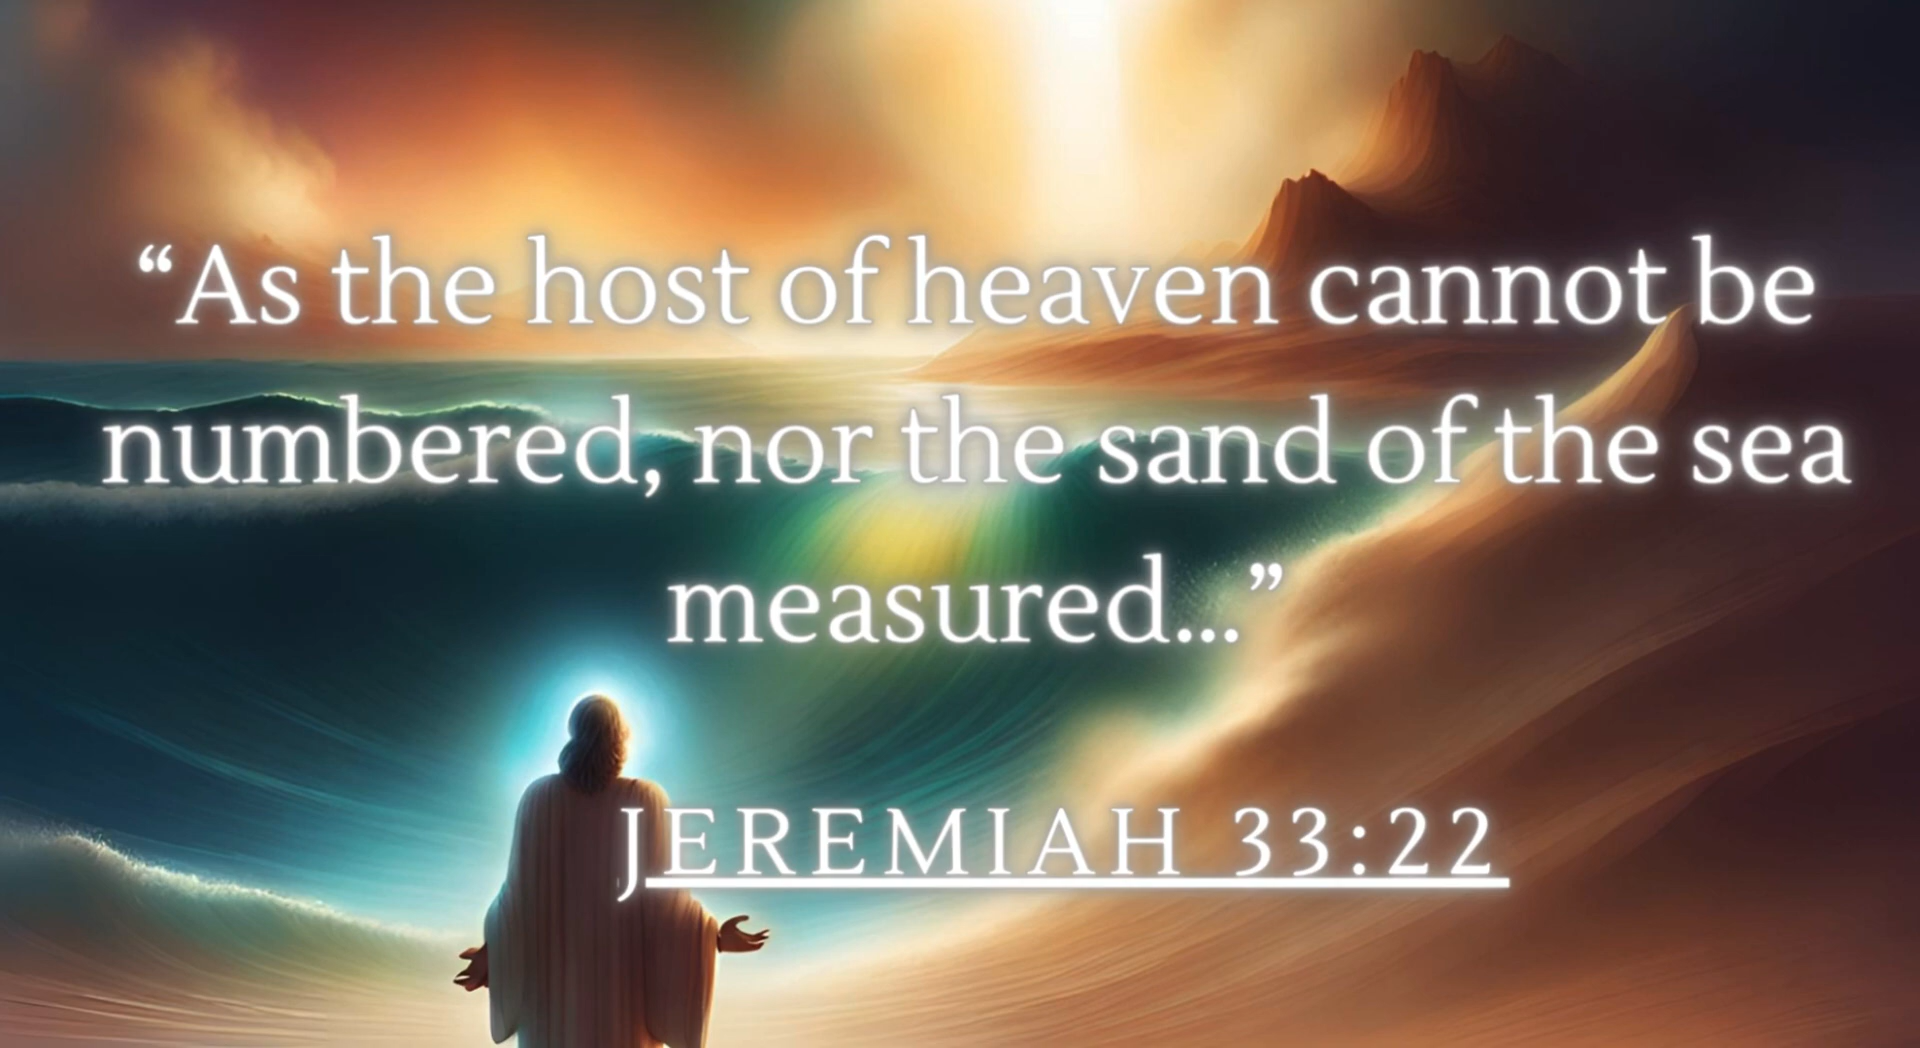 “As the host of heaven cannot be
numbered, nor the sand of the sea
measured...”
JEREMIAH 33:22